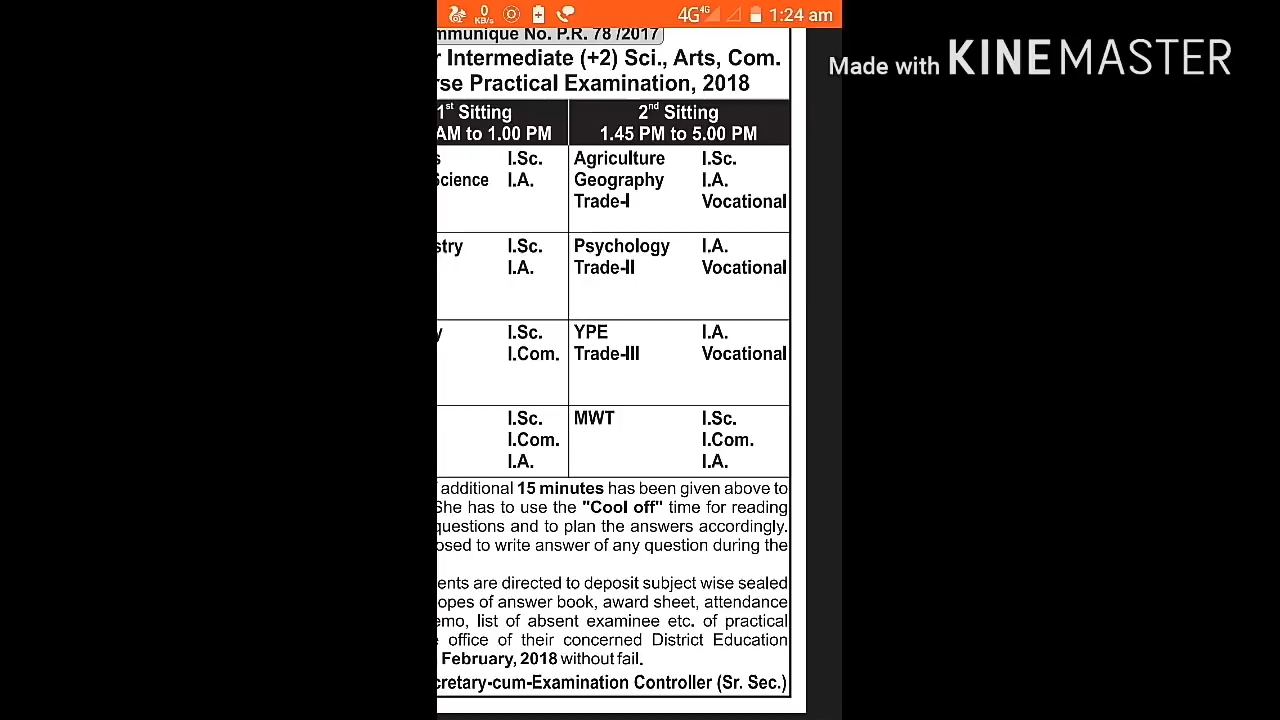 0 KB/s 4G 4G 1:24 am
Made with KINEMASTER
mmunique No. P.R. 78 /2017
r Intermediate (+2) Sci., Arts, Com.
rse Practical Examination, 2018
1st Sitting 2nd Sitting
AM to 1.00 PM 1.45 PM to 5.00 PM
s I.Sc. Agriculture I.Sc.
Science I.A. Geography I.A.
Trade-I Vocational
stry I.Sc. Psychology I.A.
I.A. Trade-II Vocational
y I.Sc. YPE I.A.
I.Com. Trade-III Vocational
I.Sc. MWT I.Sc.
I.Com. I.Com.
I.A. I.A.
additional 15 minutes has been given above to
She has to use the "Cool off" time for reading
questions and to plan the answers accordingly.
osed to write answer of any question during the
ents are directed to deposit subject wise sealed
opes of answer book, award sheet, attendance
emo, list of absent examinee etc. of practical
e office of their concerned District Education
February, 2018 without fail.
cretary-cum-Examination Controller (Sr. Sec.)